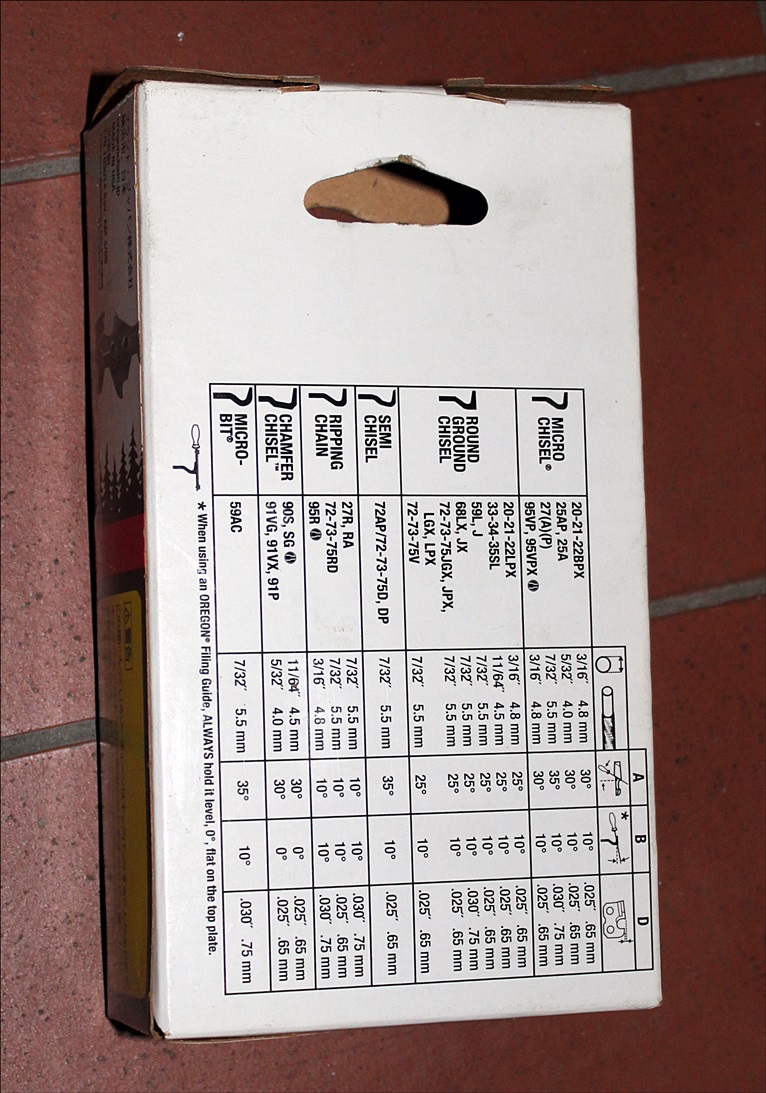 A B D
*
MICRO
CHISEL®
20-21-22BPX 3/16″ 4.8 mm 30° 10° .025″ .65 mm
25AP, 25A 5/32″ 4.0 mm 30° 10° .025″ .65 mm
27(A)(P) 7/32″ 5.5 mm 35° 10° .030″ .75 mm
95VP, 95VPX 3/16″ 4.8 mm 30° 10° .025″ .65 mm
ROUND
GROUND
CHISEL
20-21-22LPX 3/16″ 4.8 mm 25° 10° .025″ .65 mm
33-34-35SL 11/64″ 4.5 mm 25° 10° .025″ .65 mm
59L, J 7/32″ 5.5 mm 25° 10° .025″ .65 mm
68LX, JX 7/32″ 5.5 mm 25° 10° .030″ .75 mm
72-73-75JGX, JPX, 7/32″ 5.5 mm 25° 10° .025″ .65 mm
LGX, LPX
72-73-75V 7/32″ 5.5 mm 25° 10° .025″ .65 mm
SEMI
CHISEL
72AP/72-73-75D, DP 7/32″ 5.5 mm 35° 10° .025″ .65 mm
RIPPING
CHAIN
27R, RA 7/32″ 5.5 mm 10° 10° .030″ .75 mm
72-73-75RD 7/32″ 5.5 mm 10° 10° .025″ .65 mm
95R 3/16″ 4.8 mm 10° 10° .030″ .75 mm
CHAMFER
CHISEL™
90S, SG 11/64″ 4.5 mm 30° 0° .025″ .65 mm
91VG, 91VX, 91P 5/32″ 4.0 mm 30° 0° .025″ .65 mm
MICRO-
BIT®
59AC 7/32″ 5.5 mm 35° 10° .030″ .75 mm
* When using an OREGON® Filing Guide, ALWAYS hold it level, 0°, flat on the top plate.